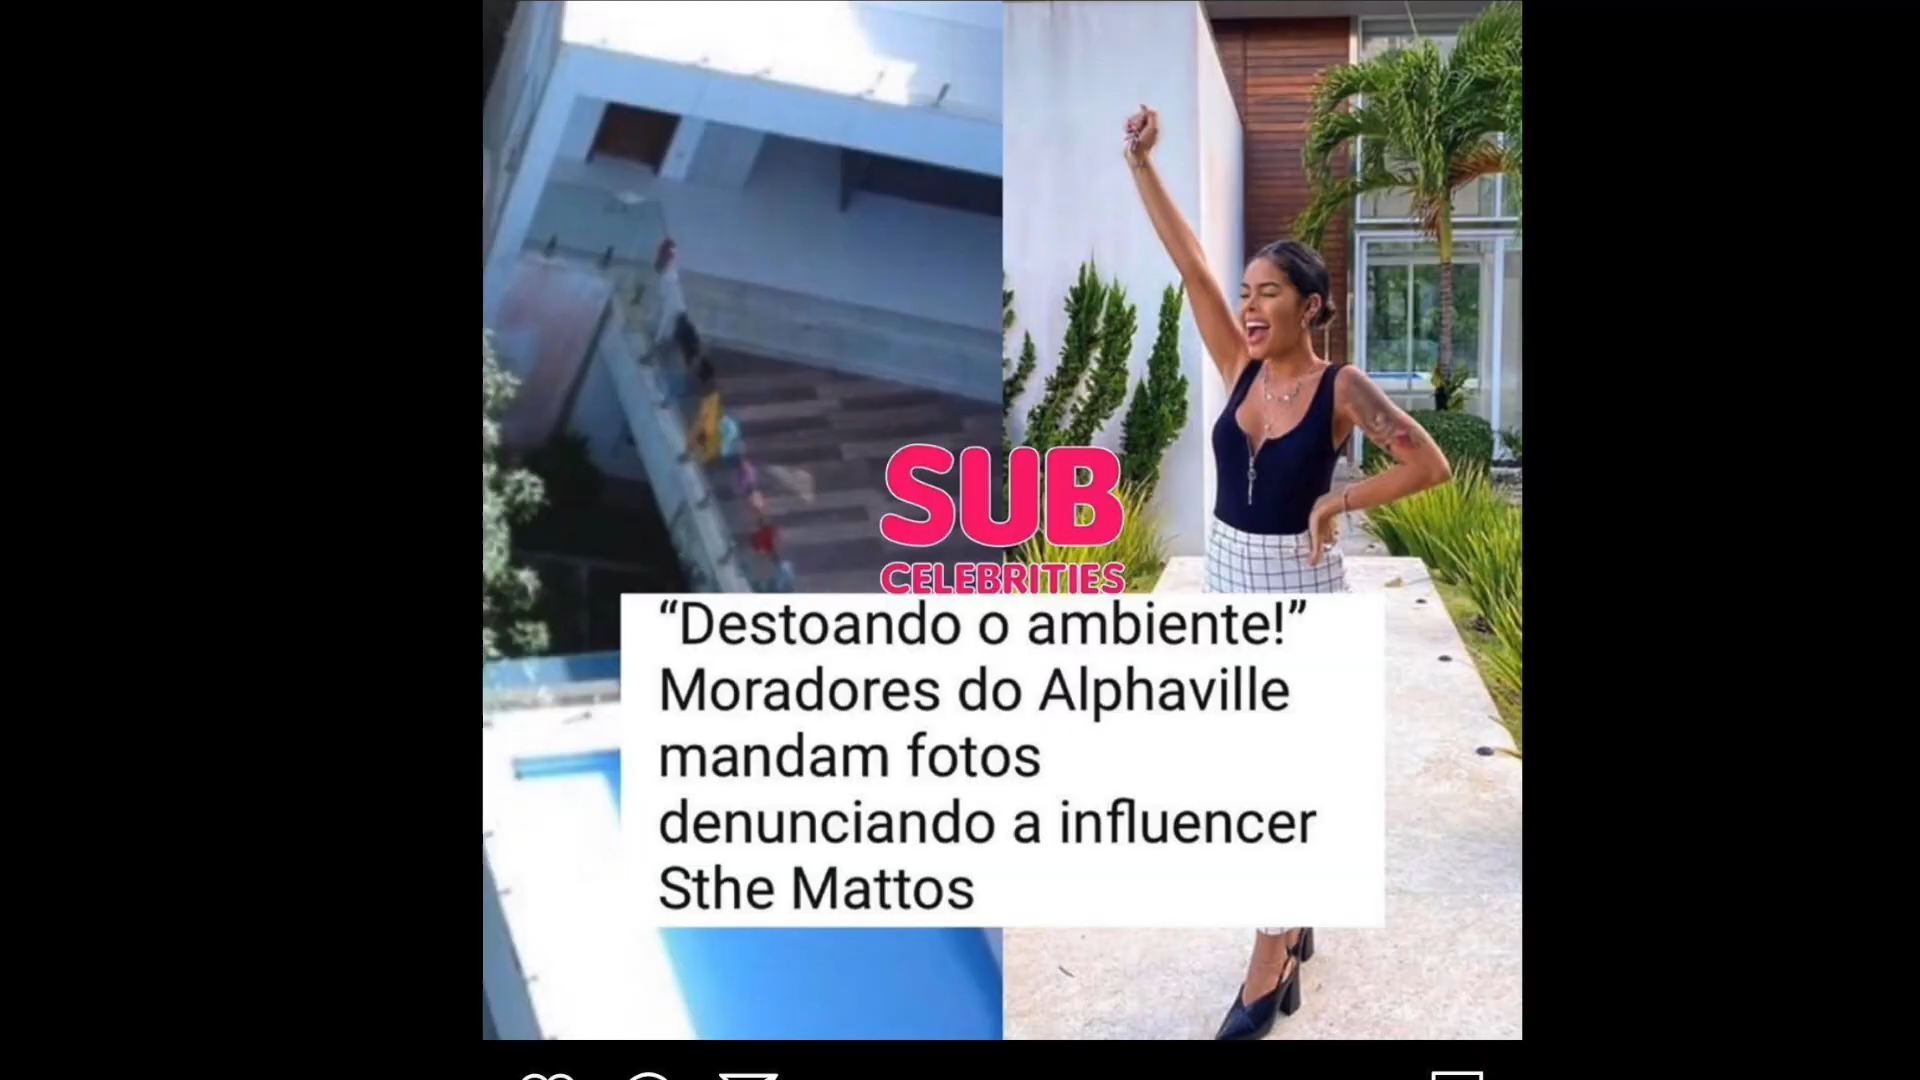 SUB
CELEBRITIES
“Destoando o ambiente!”
Moradores do Alphaville
mandam fotos
denunciando a influencer
Sthe Mattos